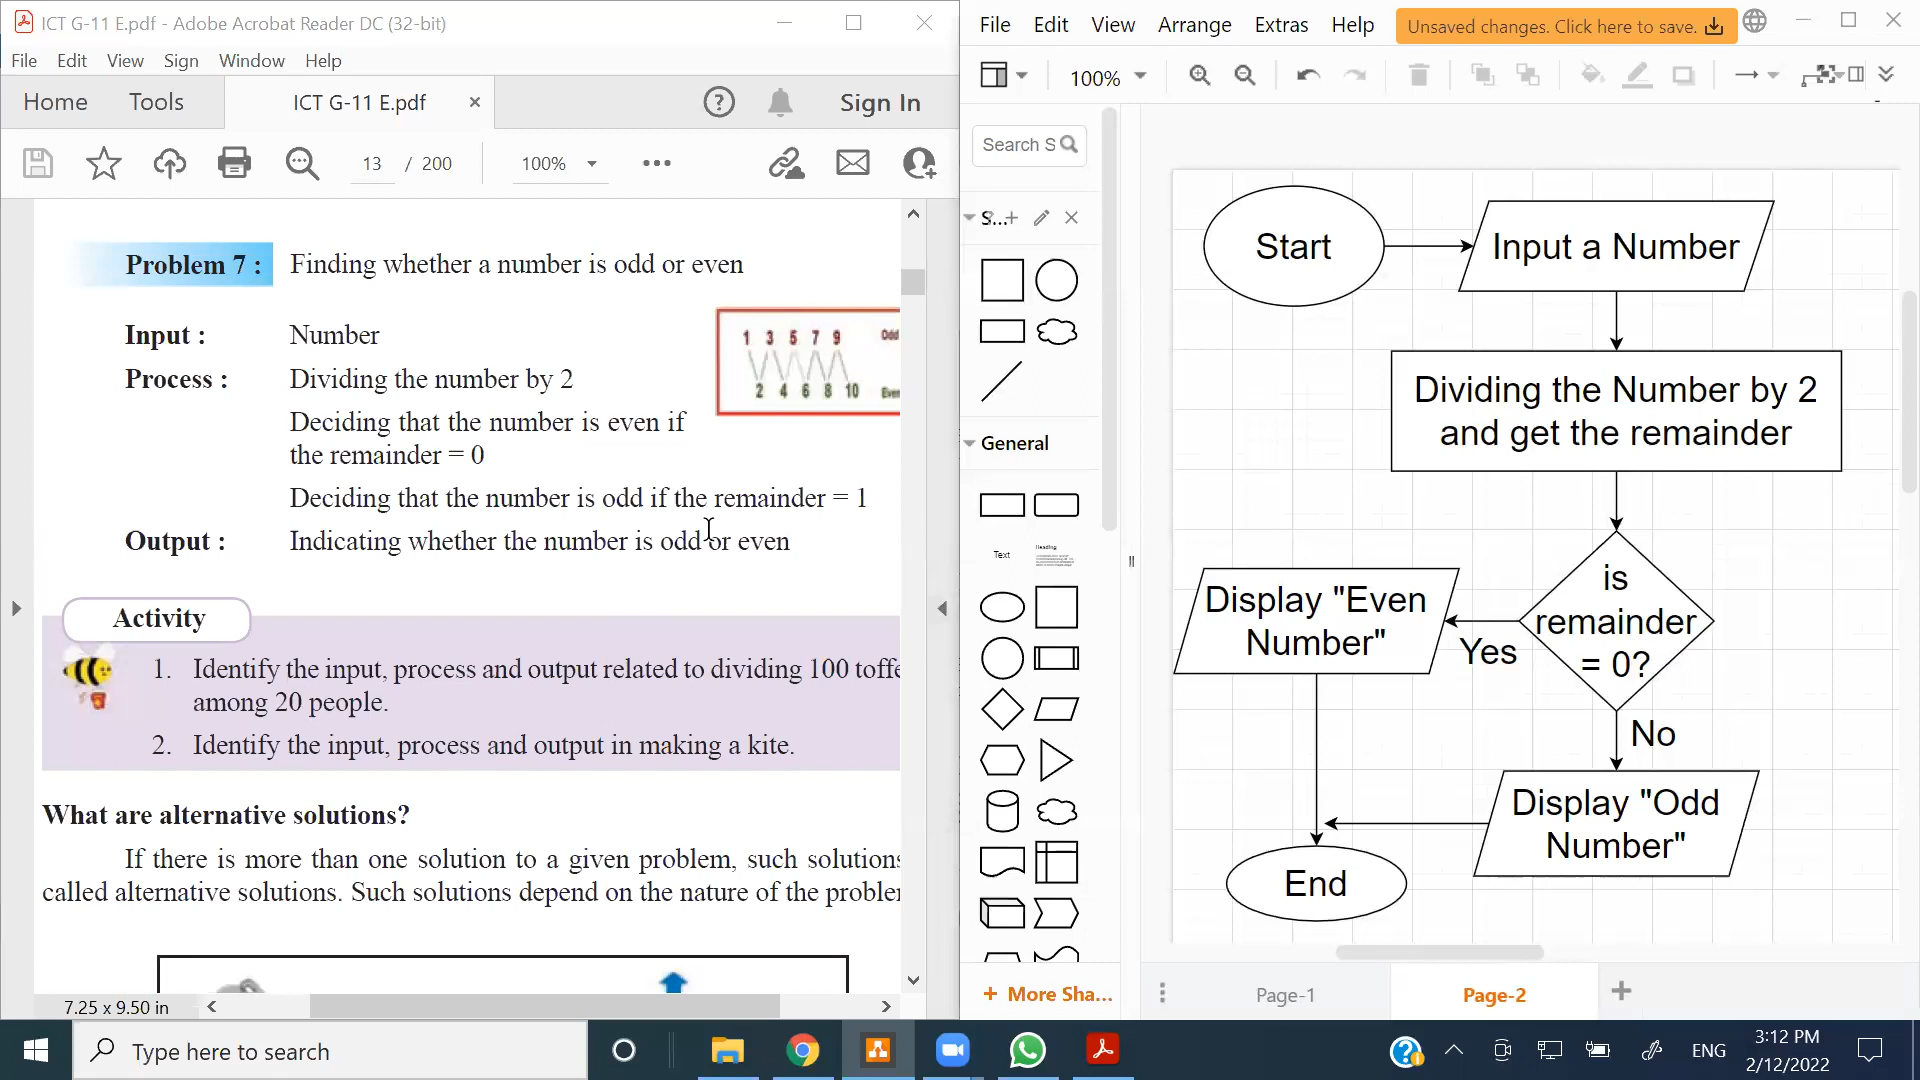 ICT G-11 E.pdf - Adobe Acrobat Reader DC (32-bit)
File Edit View Sign Window Help
Home Tools ICT G-11 E.pdf × Sign In
13 / 200 100%
Problem 7 : Finding whether a number is odd or even
Input : Number
1 3 5 7 9 Odd
2 4 6 8 10 Even
Process : Dividing the number by 2
Deciding that the number is even if
the remainder = 0
Deciding that the number is odd if the remainder = 1
Output : Indicating whether the number is odd or even
Activity
1. Identify the input, process and output related to dividing 100 toffe
among 20 people.
2. Identify the input, process and output in making a kite.
What are alternative solutions?
If there is more than one solution to a given problem, such solutions
called alternative solutions. Such solutions depend on the nature of the problem
7.25 x 9.50 in
File Edit View Arrange Extras Help Unsaved changes. Click here to save.
100%
Search S
S...
General
Text
Heading
+ More Sha...
Start
Input a Number
Dividing the Number by 2
and get the remainder
is
remainder
= 0?
Yes
No
Display "Even
Number"
Display "Odd
Number"
End
Page-1 Page-2
Type here to search
ENG
3:12 PM
2/12/2022